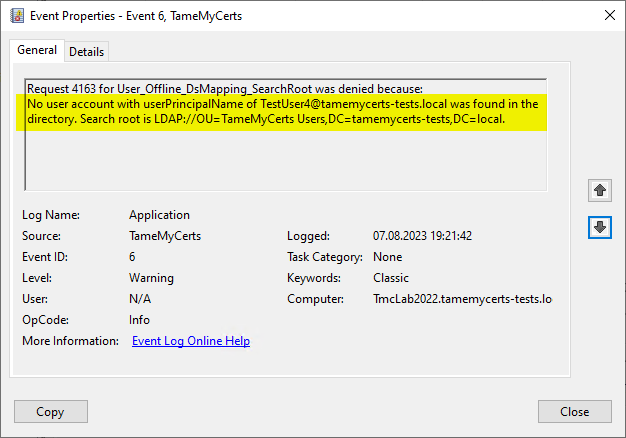 Event Properties - Event 6, TameMyCerts
General
Details
Request 4163 for User_Offline_DsMapping_SearchRoot was denied because:
No user account with userPrincipalName of TestUser4@tamemycerts-tests.local was found in the
directory. Search root is LDAP://OU=TameMyCerts Users,DC=tamemycerts-tests,DC=local.
Log Name: Application
Source: TameMyCerts Logged: 07.08.2023 19:21:42
Event ID: 6 Task Category: None
Level: Warning Keywords: Classic
User: N/A Computer: TmcLab2022.tamemycerts-tests.lo
OpCode: Info
More Information: Event Log Online Help
Copy
Close